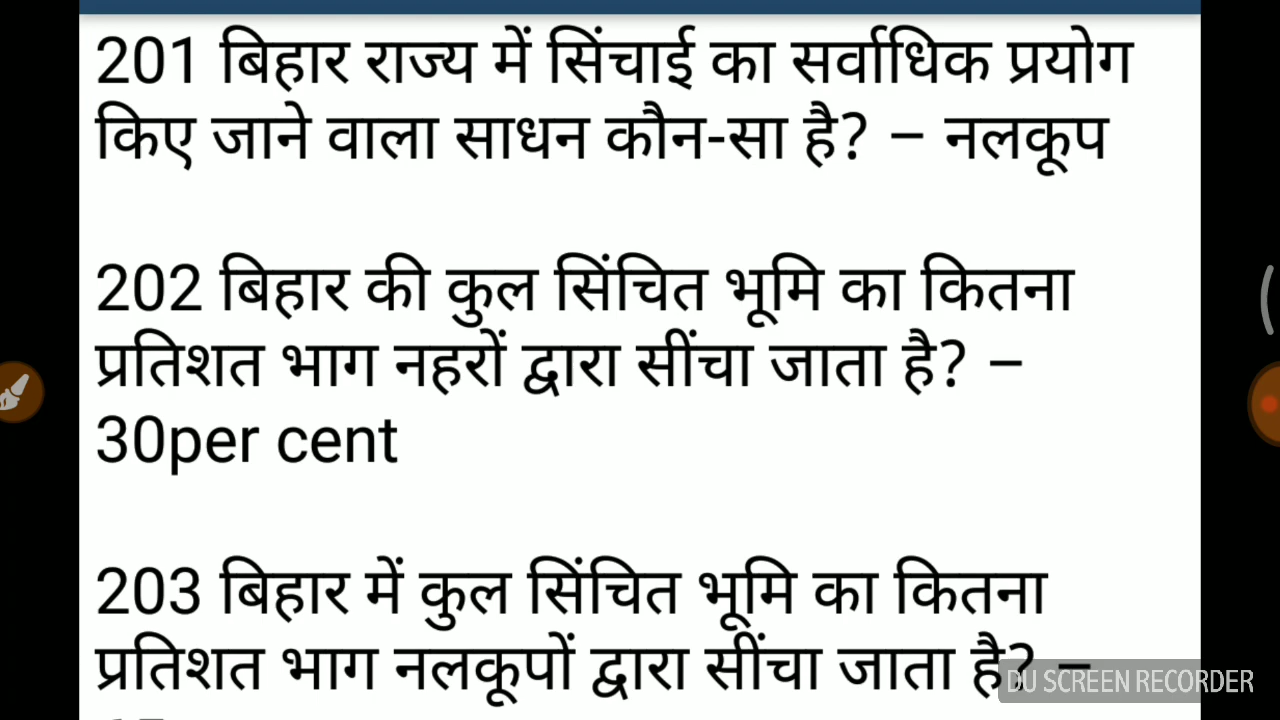 201 बिहार राज्य में सिंचाई का सर्वाधिक प्रयोग
किए जाने वाला साधन कौन-सा है? – नलकूप
202 बिहार की कुल सिंचित भूमि का कितना
प्रतिशत भाग नहरों द्वारा सींचा जाता है? –
30per cent
203 बिहार में कुल सिंचित भूमि का कितना
प्रतिशत भाग नलकूपों द्वारा सींचा जाता है? –
DU SCREEN RECORDER